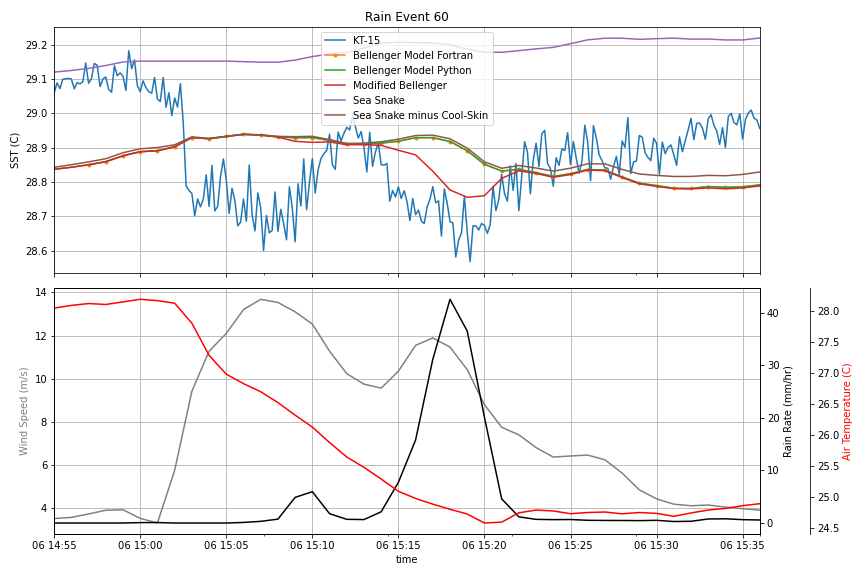 Rain Event 60
KT-15
Bellenger Model Fortran
Bellenger Model Python
Modified Bellenger
Sea Snake
Sea Snake minus Cool-Skin
SST (C)
29.2
29.1
29.0
28.9
28.8
28.7
28.6
Wind Speed (m/s)
14
12
10
8
6
4
40
30
20
10
0
Rain Rate (mm/hr)
28.0
27.5
27.0
26.5
26.0
25.5
25.0
24.5
Air Temperature (C)
06 14:55 06 15:00 06 15:05 06 15:10 06 15:15 06 15:20 06 15:25 06 15:30 06 15:35
time